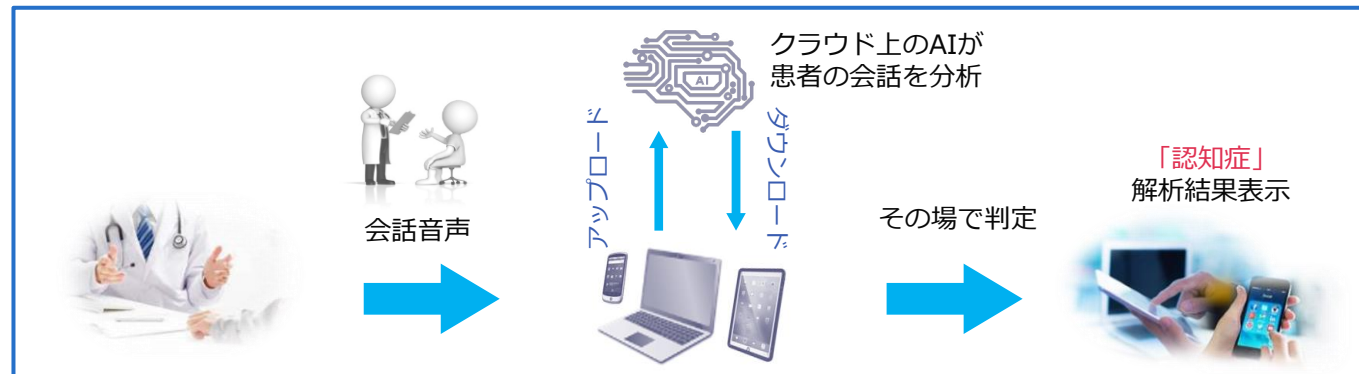 会話音声
アップロード
AI
ダウンロード
クラウド上のAIが
患者の会話を分析
その場で判定
「認知症」
解析結果表示